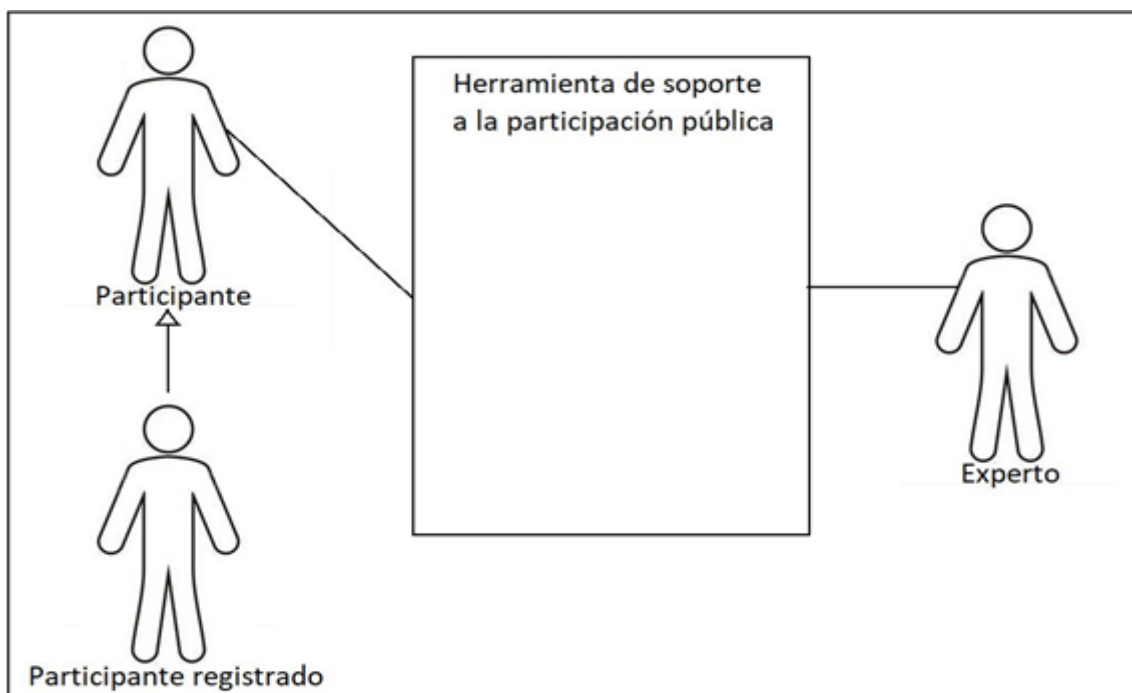 Herramienta de soporte
a la participación pública
Participante
Experto
Participante registrado